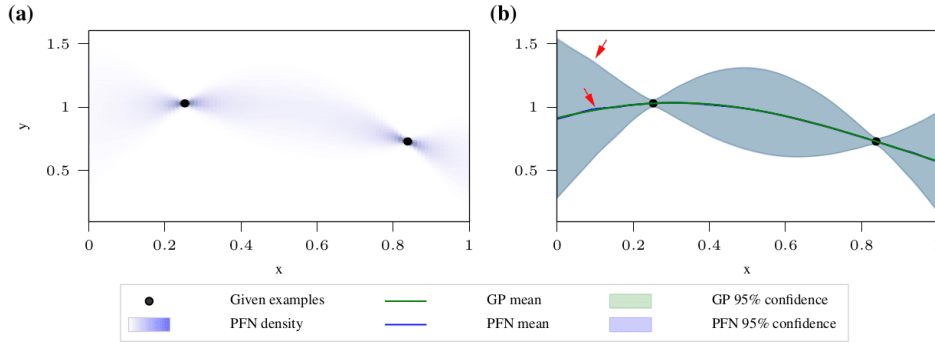 (a)
(b)
1.5
1
0.5
y
0 0.2 0.4 0.6 0.8 1
x
1.5
1
0.5
0 0.2 0.4 0.6 0.8
x
Given examples GP mean GP 95% confidence
PFN density PFN mean PFN 95% confidence